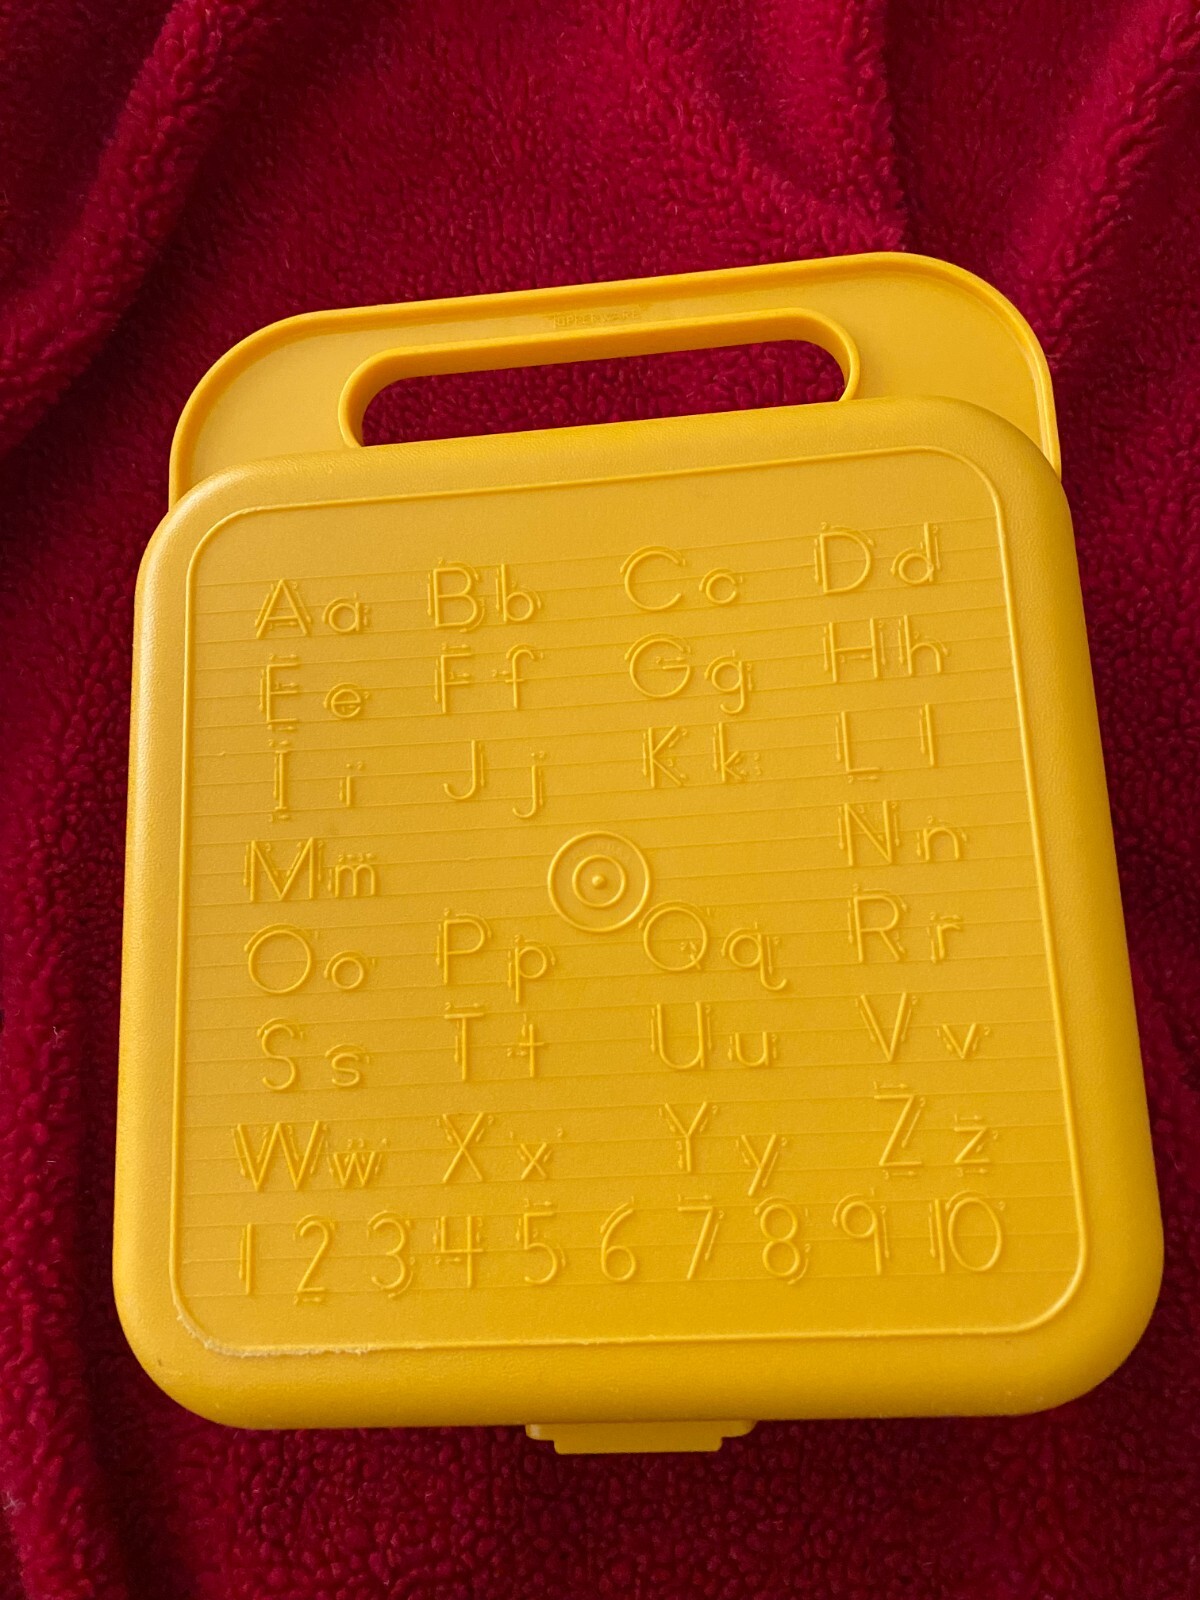 TUPPERWARE
Aa Bb Cc Dd
Ee Ff Gg Hh
Ii Jj Kk Ll
Mm Nn
Oo Pp Qq Rr
Ss Tt Uu Vv
Ww Xx Yy Zz
1 2 3 4 5 6 7 8 9 10